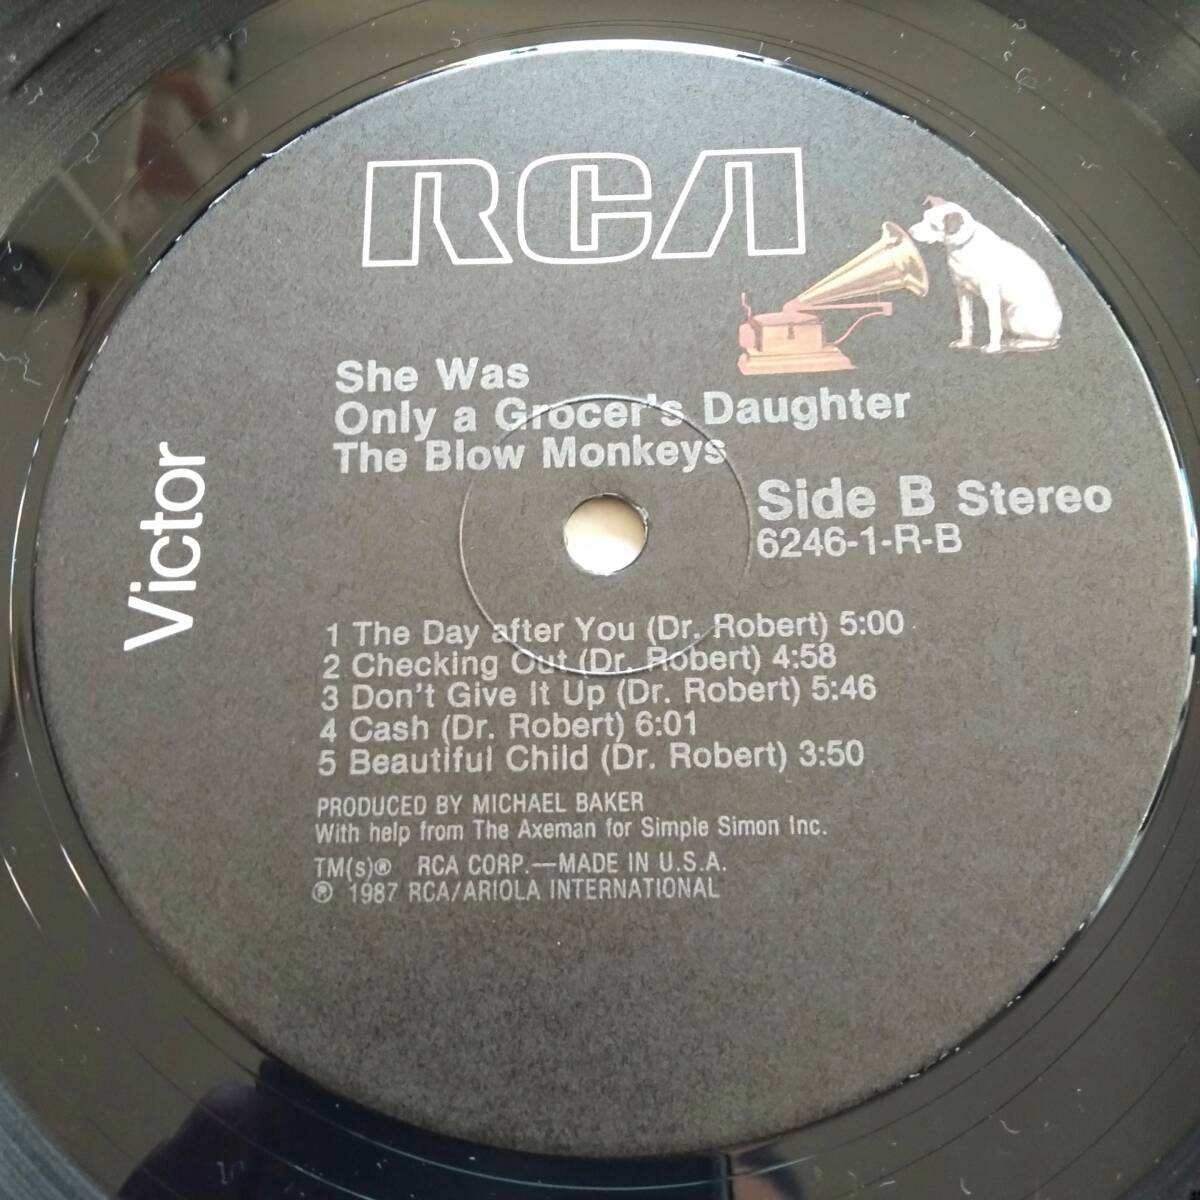 RCA
Victor
She Was
Only a Grocer's Daughter
The Blow Monkeys
Side B Stereo
6246-1-R-B
1 The Day after You (Dr. Robert) 5:00
2 Checking Out (Dr. Robert) 4:58
3 Don't Give It Up (Dr. Robert) 5:46
4 Cash (Dr. Robert) 6:01
5 Beautiful Child (Dr. Robert) 3:50
PRODUCED BY MICHAEL BAKER
With help from The Axeman for Simple Simon Inc.
TM(s)® RCA CORP.—MADE IN U.S.A.
℗ 1987 RCA/ARIOLA INTERNATIONAL